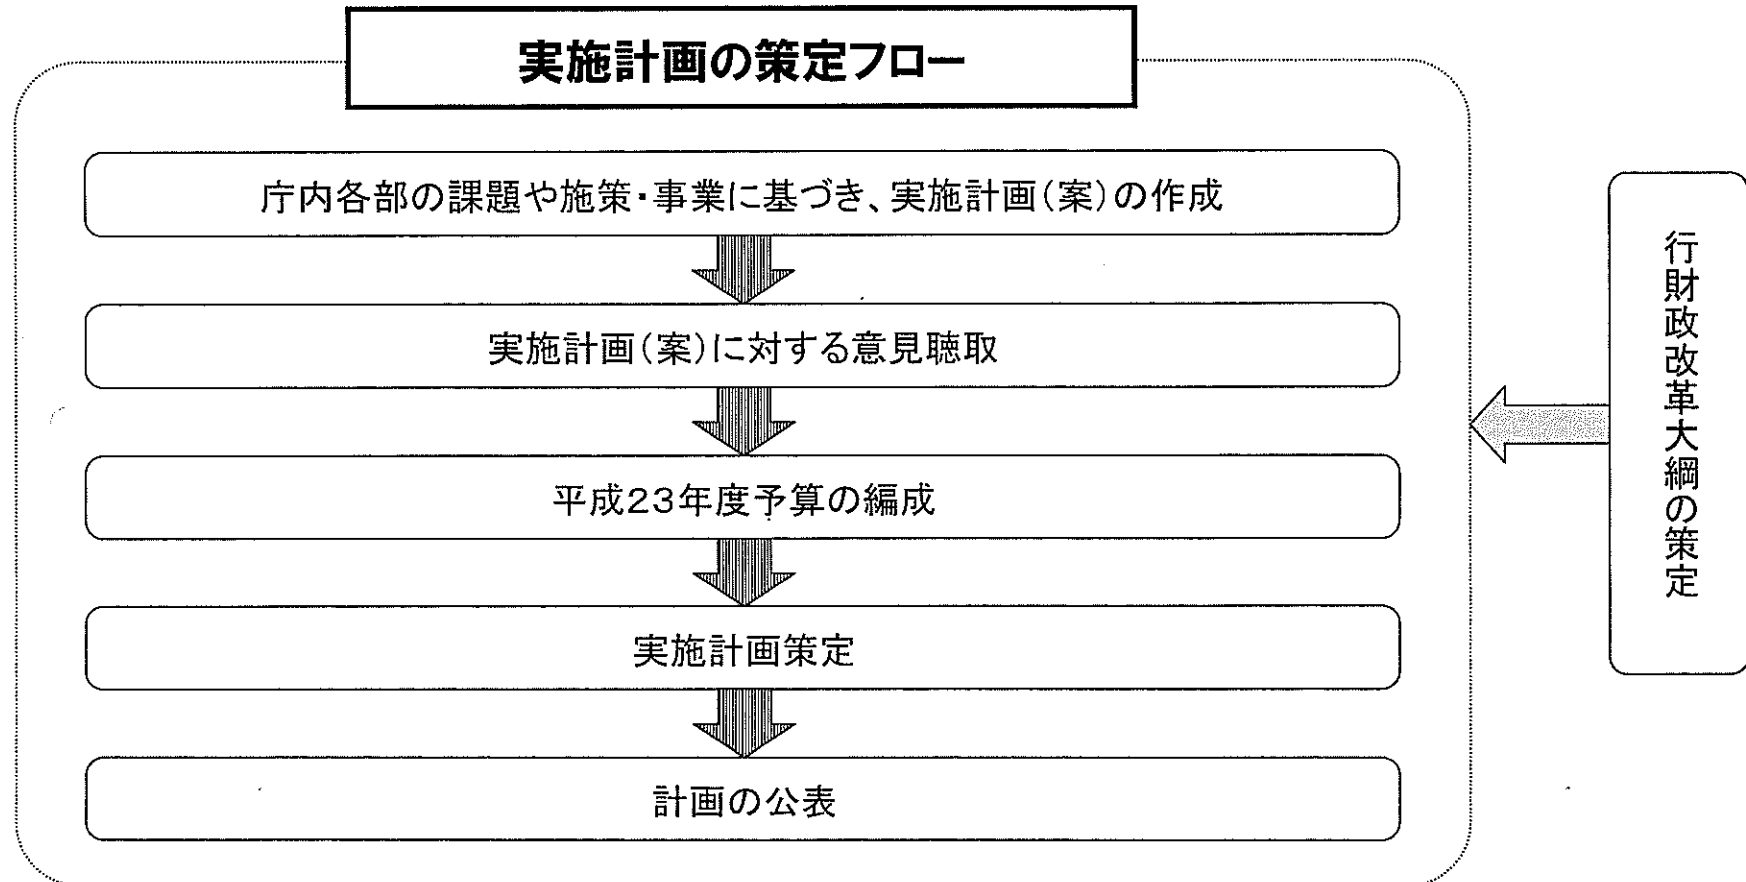 実施計画の策定フロー
庁内各部の課題や施策・事業に基づき、実施計画（案）の作成
実施計画（案）に対する意見聴取
平成２３年度予算の編成
実施計画策定
計画の公表
行財政改革大綱の策定